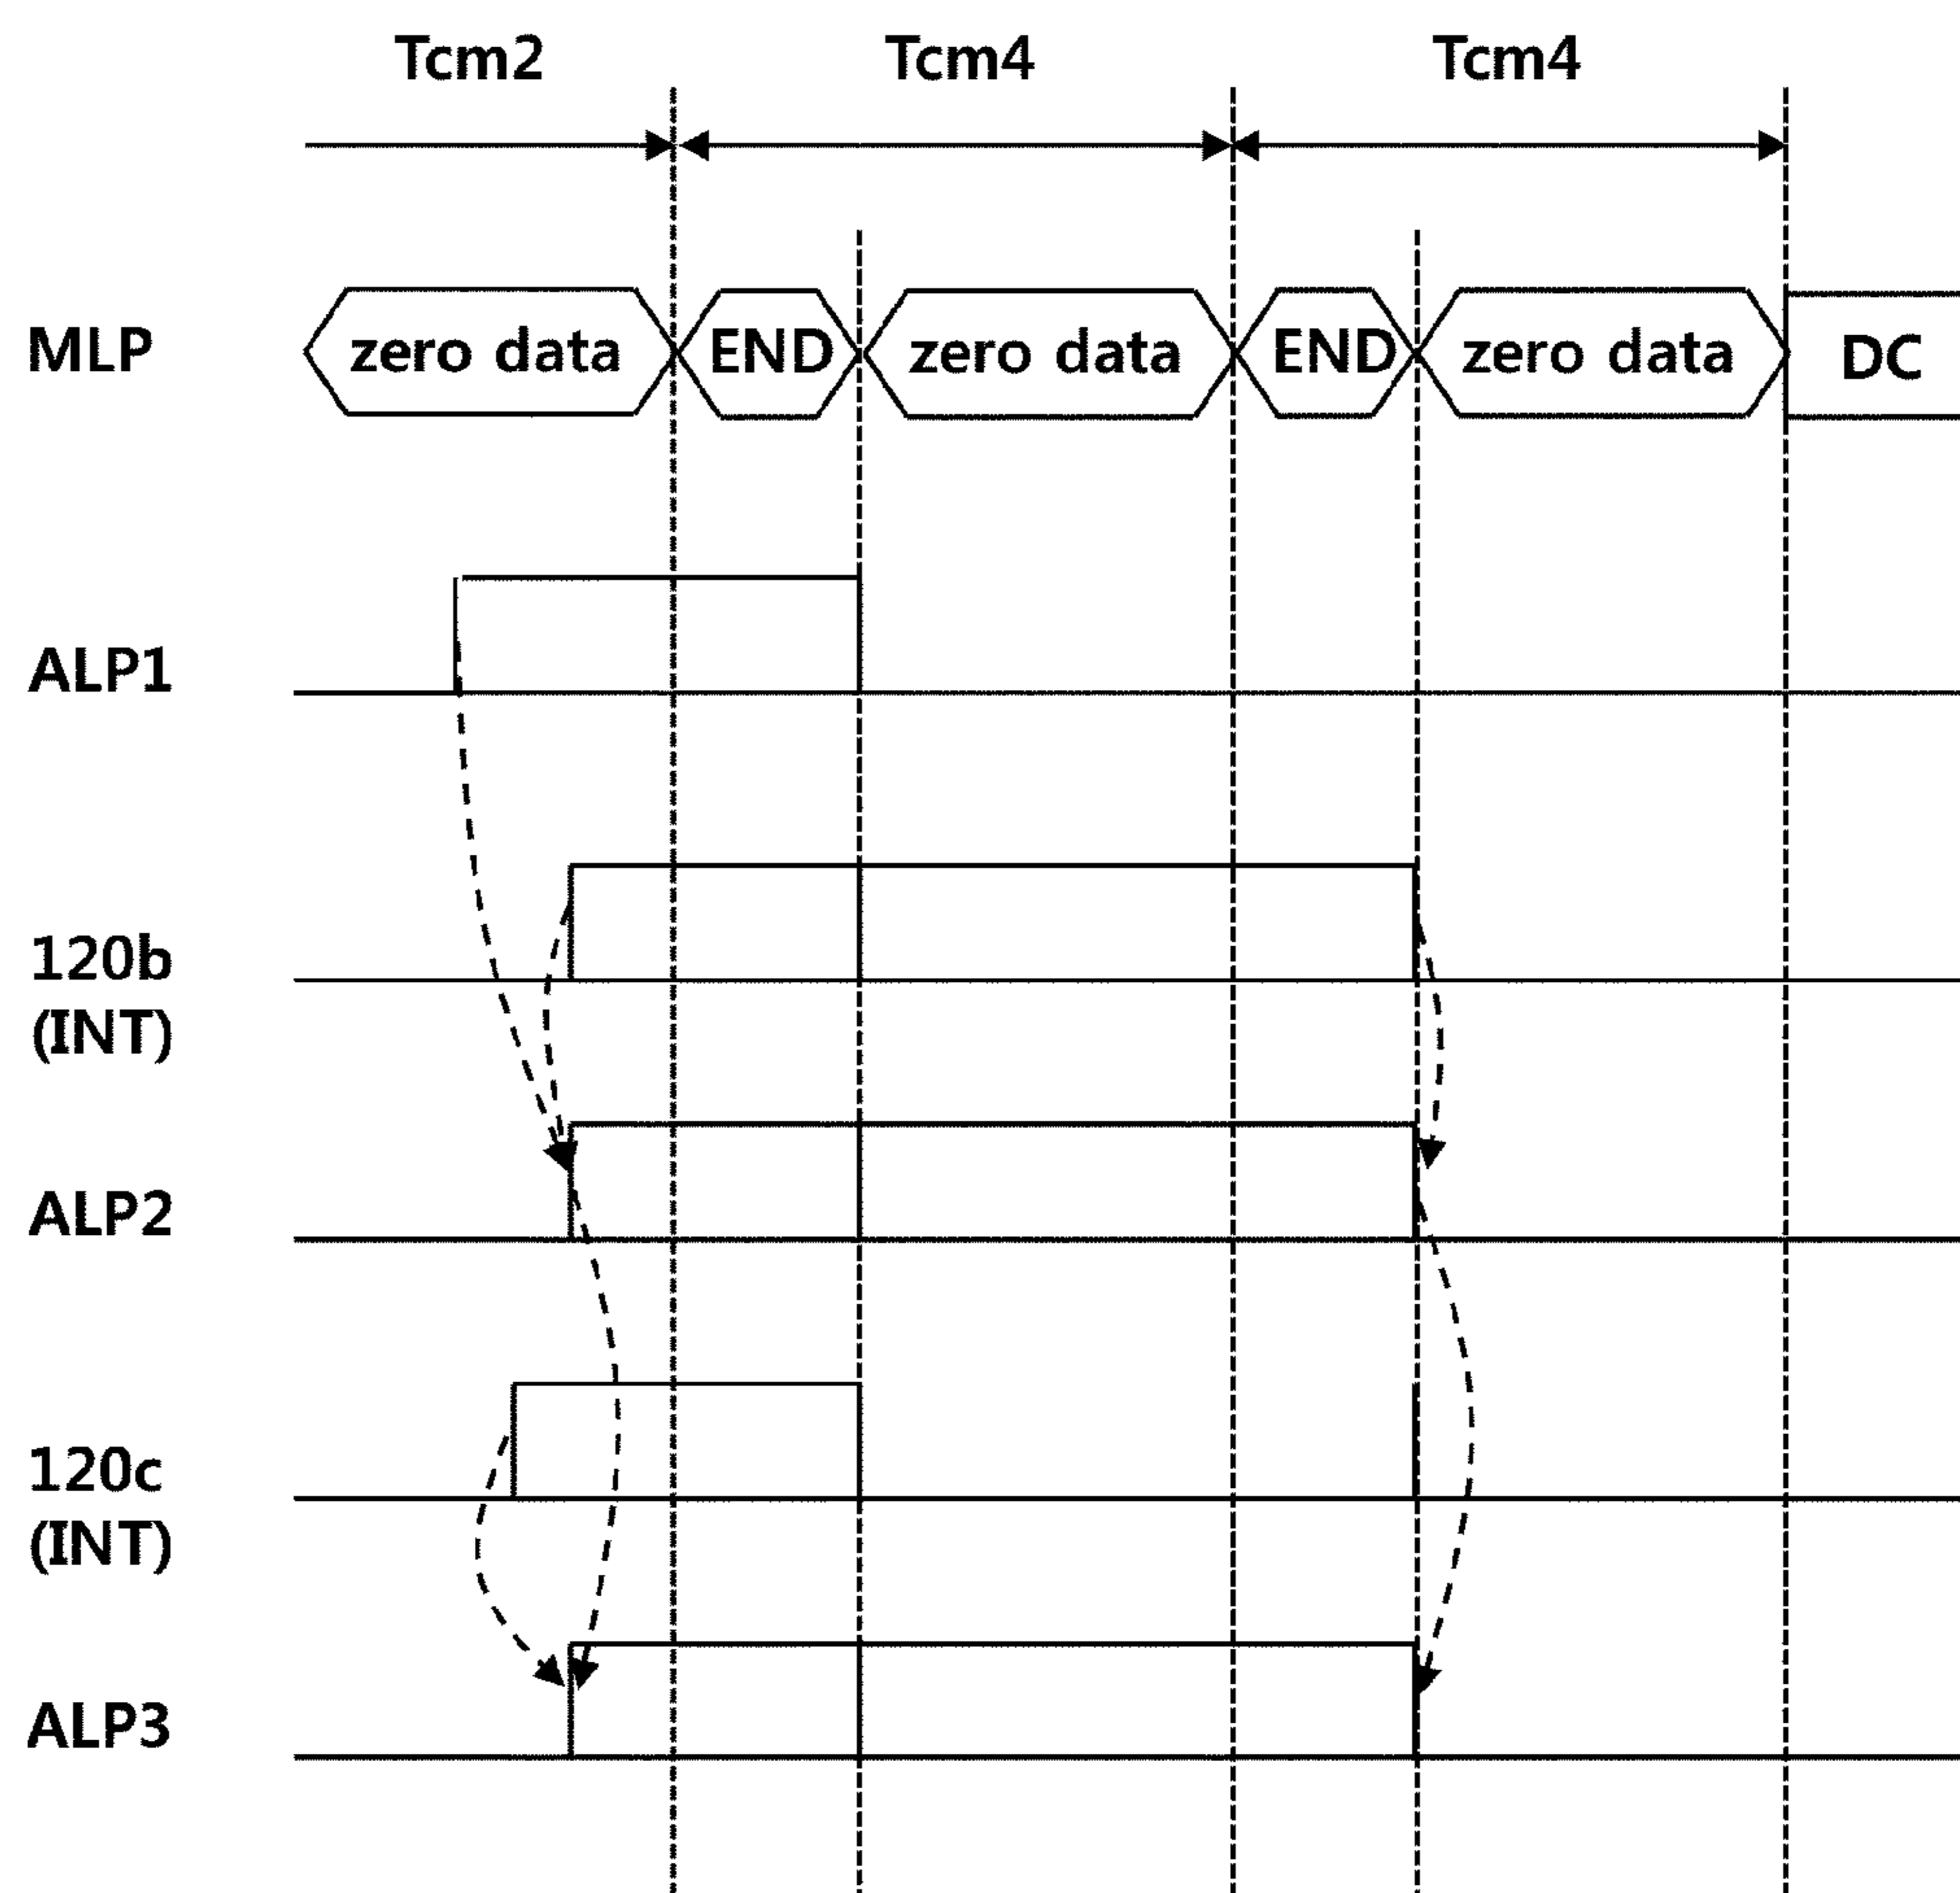 Tcm2 Tcm4 Tcm4
MLP zero data END zero data END zero data DC
ALP1
120b
(INT)
ALP2
120c
(INT)
ALP3